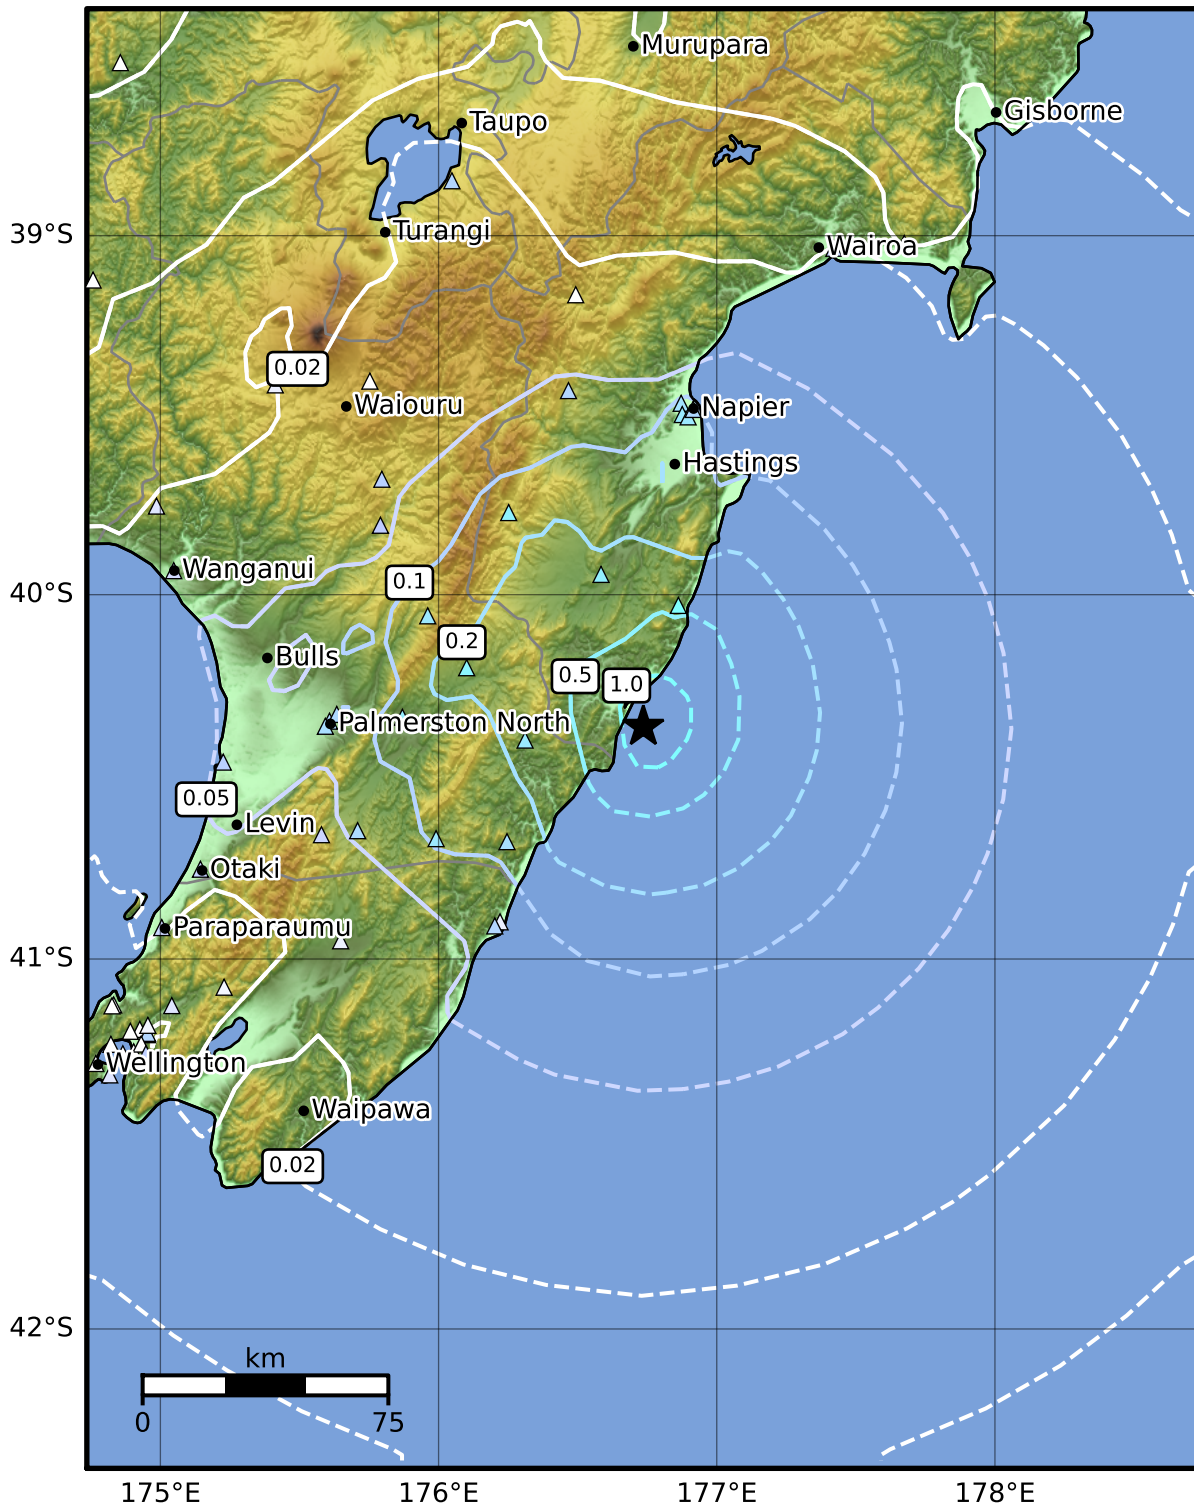 Murupara
Gisborne
Taupo
39°S
Turangi
Wairoa
0.02
Waiouru
Napier
Hastings
Wanganui
0.1
40°S
0.2
Bulls
0.5
1.0
Palmerston North
0.05
Levin
Otaki
Paraparaumu
41°S
Wellington
Waipawa
0.02
42°S
km
0
75
175°E
176°E
177°E
178°E